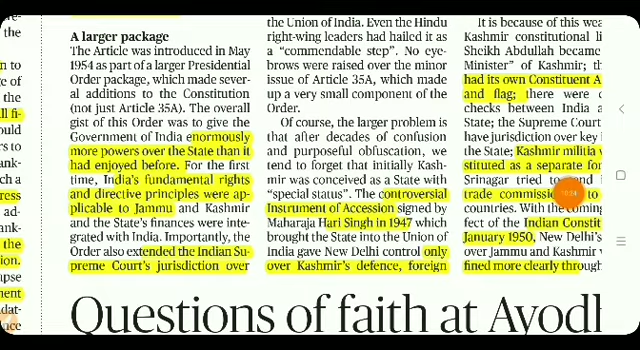 A larger package
The Article was introduced in May
1954 as part of a larger Presidential
Order package, which made sever-
al additions to the Constitution
(not just Article 35A). The overall
gist of this Order was to give the
Government of India enormously
more powers over the State than it
had enjoyed before. For the first
time, India's fundamental rights
and directive principles were ap-
plicable to Jammu and Kashmir
and the State's finances were inte-
grated with India. Importantly, the
Order also extended the Indian Su-
preme Court's jurisdiction over
the Union of India. Even the Hindu
right-wing leaders had hailed it as
a “commendable step”. No eye-
brows were raised over the minor
issue of Article 35A, which made
up a very small component of the
Order.
Of course, the larger problem is
that after decades of confusion
and purposeful obfuscation, we
tend to forget that initially Kash-
mir was conceived as a State with
“special status”. The controversial
Instrument of Accession signed by
Maharaja Hari Singh in 1947 which
brought the State into the Union of
India gave New Delhi control only
over Kashmir's defence, foreign
It is because of this
Kashmir constitutional
Sheikh Abdullah became
Minister” of Kashmir;
had its own Constituent
and flag; there were
checks between India
State; the Supreme Court
have jurisdiction over key
the State; Kashmir militia
stituted as a separate
Srinagar tried to
trade to
countries. With the coming
fect of the Indian
January 1950, New Delhi's
over Jammu and Kashmir
fined more clearly through
Questions of faith at